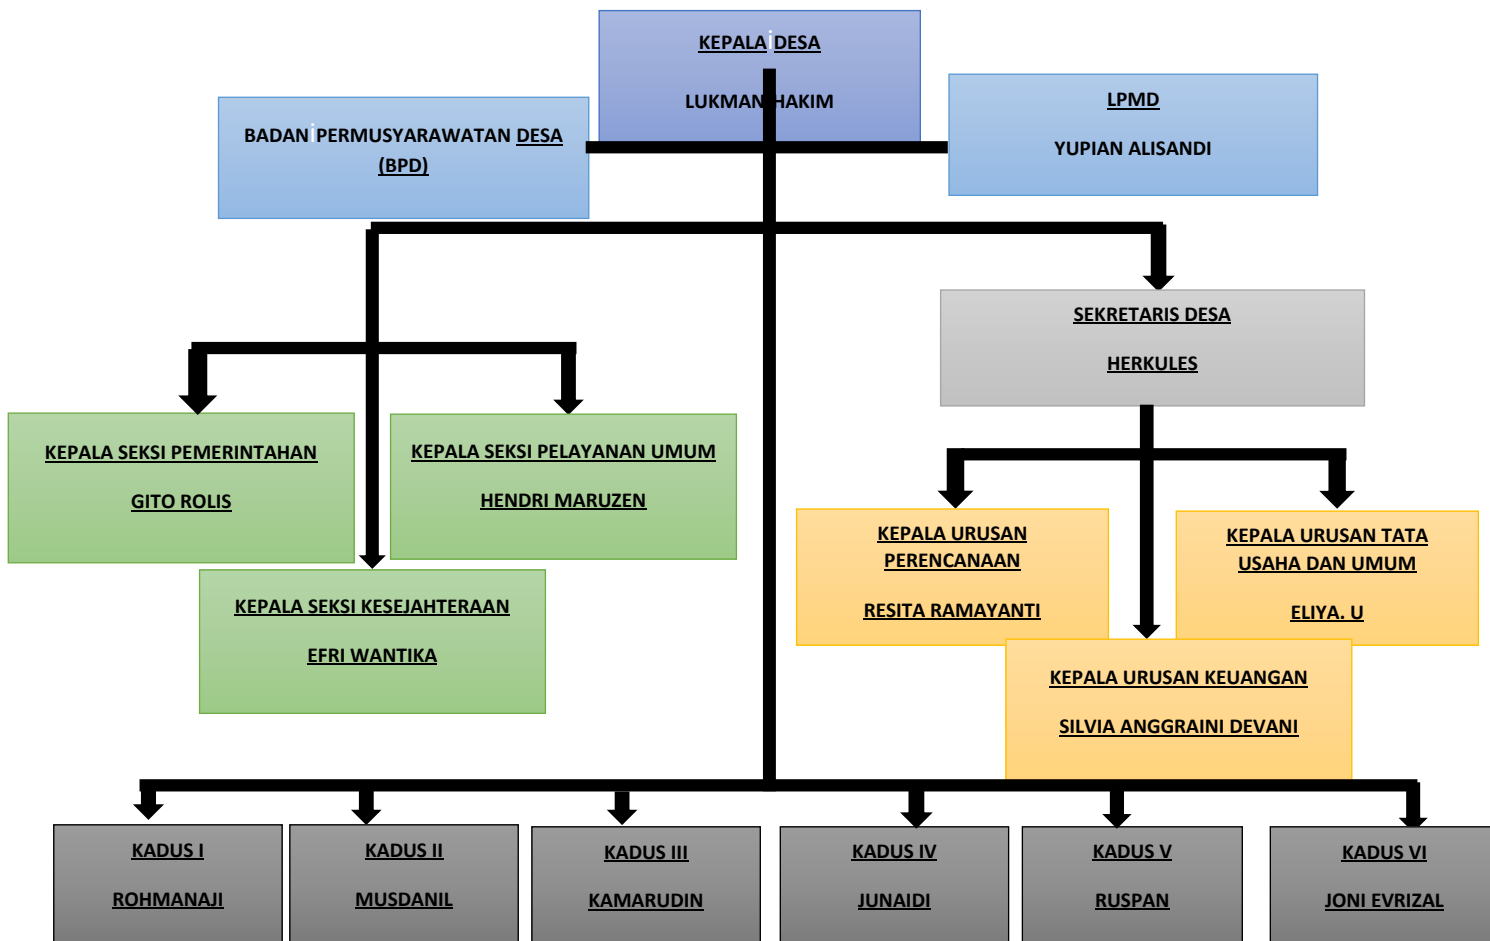 KEPALA DESA
LUKMAN HAKIM
BADAN PERMUSYARAWATAN DESA
(BPD)
LPMD
YUPIAN ALISANDI
SEKRETARIS DESA
HERKULES
KEPALA SEKSI PEMERINTAHAN
GITO ROLIS
KEPALA SEKSI PELAYANAN UMUM
HENDRI MARUZEN
KEPALA SEKSI KESEJAHTERAAN
EFRI WANTIKA
KEPALA URUSAN
PERENCANAAN
RESITA RAMAYANTI
KEPALA URUSAN TATA
USAHA DAN UMUM
ELIYA. U
KEPALA URUSAN KEUANGAN
SILVIA ANGGRAINI DEVANI
KADUS I
ROHMANAJI
KADUS II
MUSDANIL
KADUS III
KAMARUDIN
KADUS IV
JUNAIDI
KADUS V
RUSPAN
KADUS VI
JONI EVRIZAL